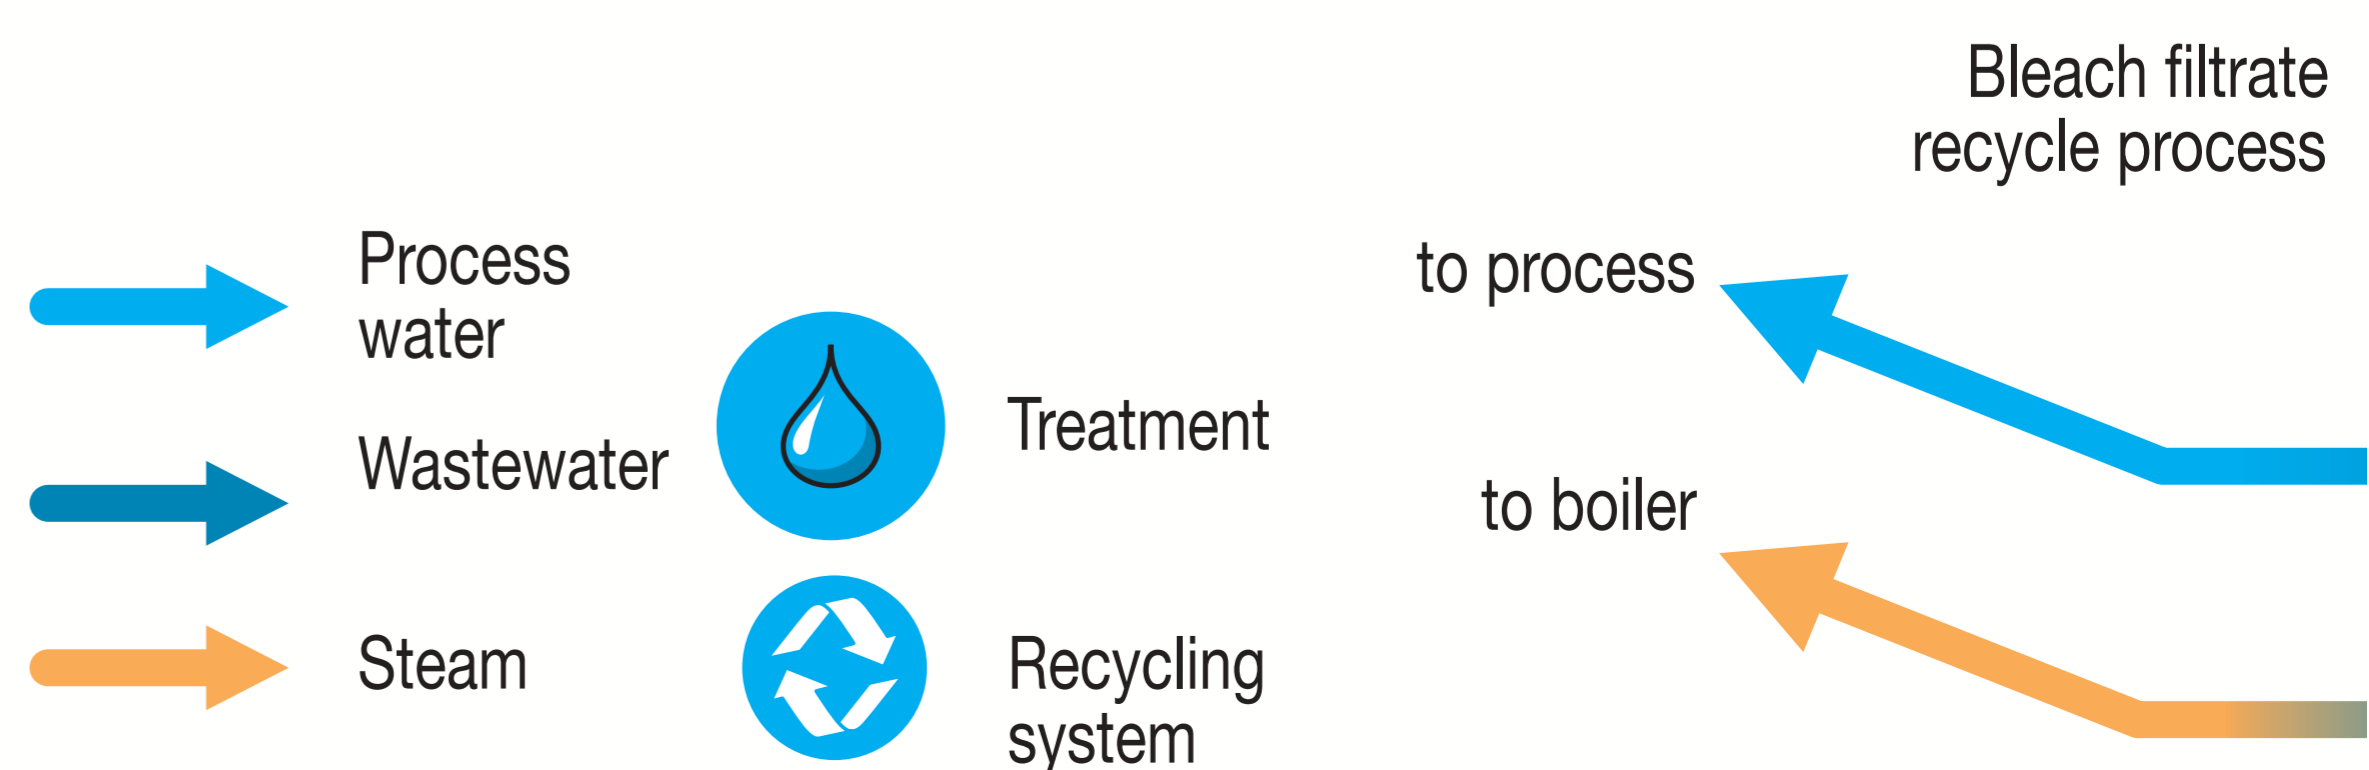 Bleach filtrate
recycle process
Process
water
Wastewater
Steam
Treatment
Recycling
system
to process
to boiler